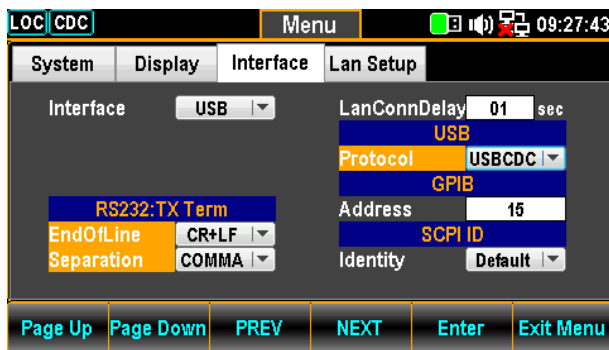 LOC CDC Menu 09:27:43
System Display Interface Lan Setup
Interface USB LanConnDelay 01 sec
USB
Protocol USBCDC
GPIB
RS232:TX Term Address 15
EndOfLine CR+LF SCPI ID
Separation COMMA Identity Default
Page Up Page Down PREV NEXT Enter Exit Menu